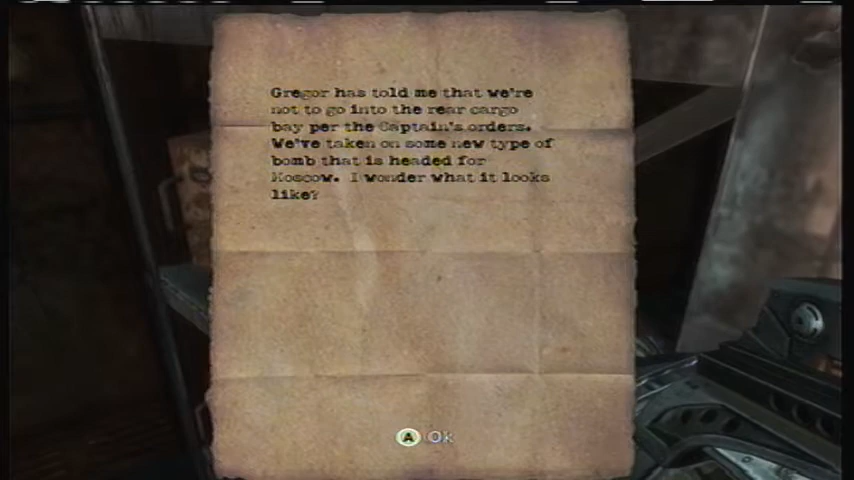 Gregor has told me that we're
not to go into the rear cargo
bay per the Captain's orders.
We've taken on some new type of
bomb that is headed for
Moscow. I wonder what it looks
like?
A Ok